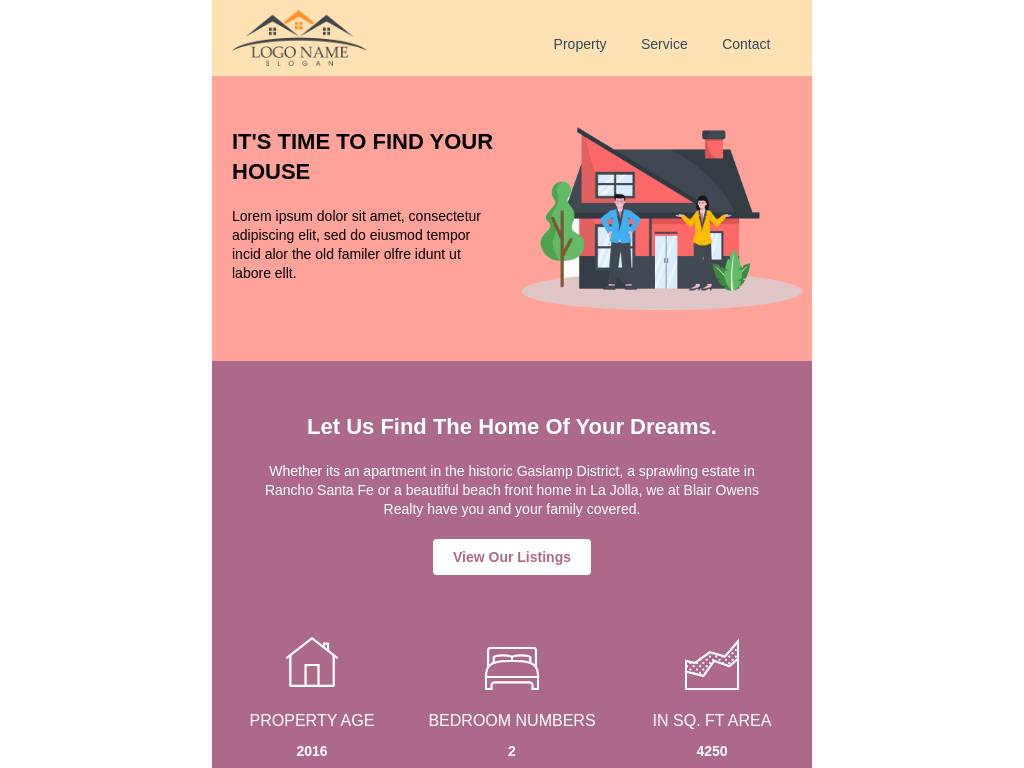 LOGO NAME
SLOGAN
Property Service Contact
IT'S TIME TO FIND YOUR
HOUSE
Lorem ipsum dolor sit amet, consectetur
adipiscing elit, sed do eiusmod tempor
incid alor the old familer olfre idunt ut
labore ellt.
Let Us Find The Home Of Your Dreams.
Whether its an apartment in the historic Gaslamp District, a sprawling estate in
Rancho Santa Fe or a beautiful beach front home in La Jolla, we at Blair Owens
Realty have you and your family covered.
View Our Listings
PROPERTY AGE BEDROOM NUMBERS IN SQ. FT AREA
2016 2 4250